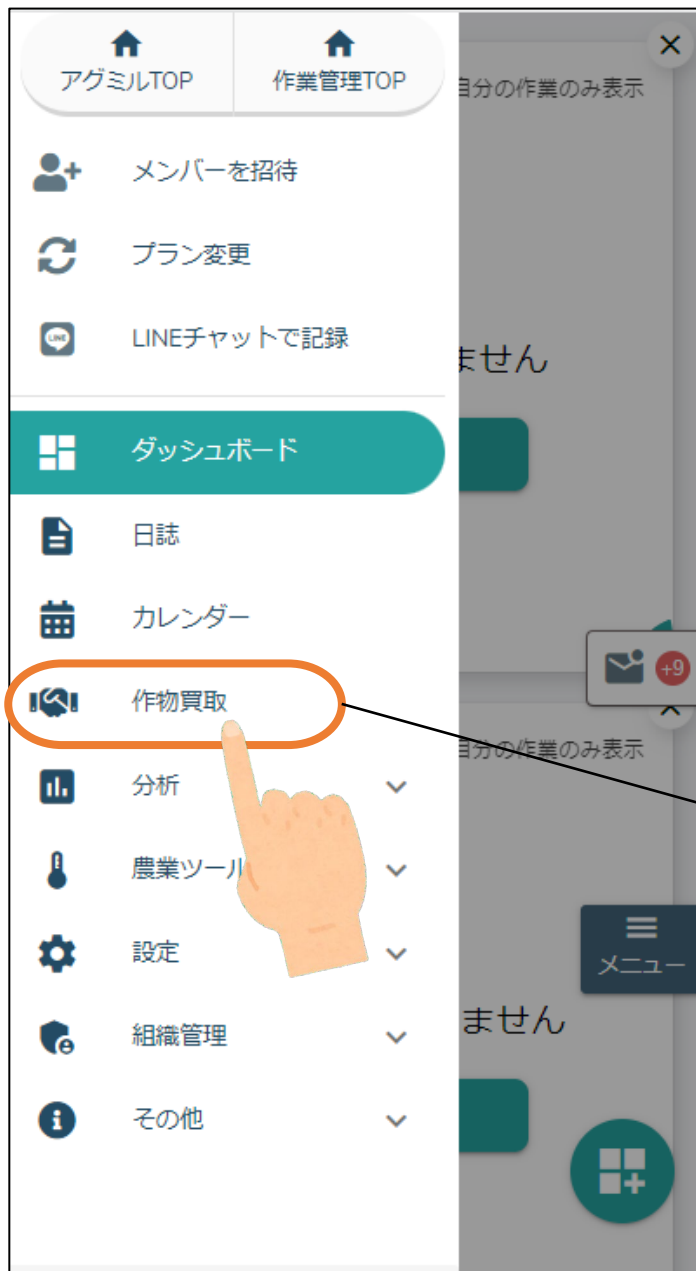 アグミルTOP
作業管理TOP
自分の作業のみ表示
メンバーを招待
プラン変更
LINE
LINEチャットで記録
ません
ダッシュボード
日誌
カレンダー
+9
作物買取
自分の作業のみ表示
分析
農業ツール
設定
メニュー
ません
組織管理
その他